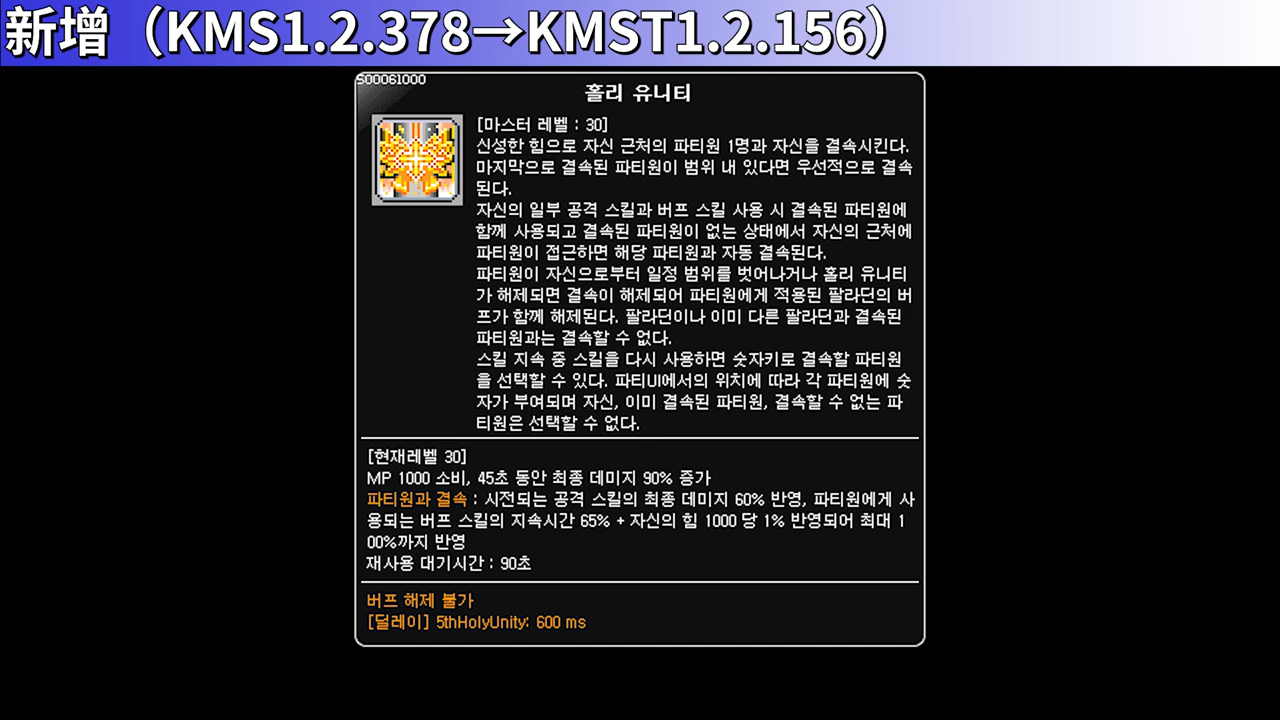 新增（KMS1.2.378→KMST1.2.156）
500061000
홀리 유니티
[마스터 레벨 : 30]
신성한 힘으로 자신 근처의 파티원 1명과 자신을 결속시킨다.
마지막으로 결속된 파티원이 범위 내 있다면 우선적으로 결속
된다.
자신의 일부 공격 스킬과 버프 스킬 사용 시 결속된 파티원에
함께 사용되고 결속된 파티원이 없는 상태에서 자신의 근처에
파티원이 접근하면 해당 파티원과 자동 결속된다.
파티원이 자신으로부터 일정 범위를 벗어나거나 홀리 유니티
가 해제되면 결속이 해제되어 파티원에게 적용된 팔라딘의 버
프가 함께 해제된다. 팔라딘이나 이미 다른 팔라딘과 결속된
파티원과는 결속할 수 없다.
스킬 지속 중 스킬을 다시 사용하면 숫자키로 결속할 파티원
을 선택할 수 있다. 파티UI에서의 위치에 따라 각 파티원에 숫
자가 부여되며 자신, 이미 결속된 파티원, 결속할 수 없는 파
티원은 선택할 수 없다.
[현재레벨 30]
MP 1000 소비, 45초 동안 최종 데미지 90% 증가
파티원과 결속 : 시전되는 공격 스킬의 최종 데미지 60% 반영, 파티원에게 사
용되는 버프 스킬의 지속시간 65% + 자신의 힘 1000 당 1% 반영되어 최대 1
00%까지 반영
재사용 대기시간 : 90초
버프 해제 불가
[딜레이] 5thHolyUnity: 600 ms